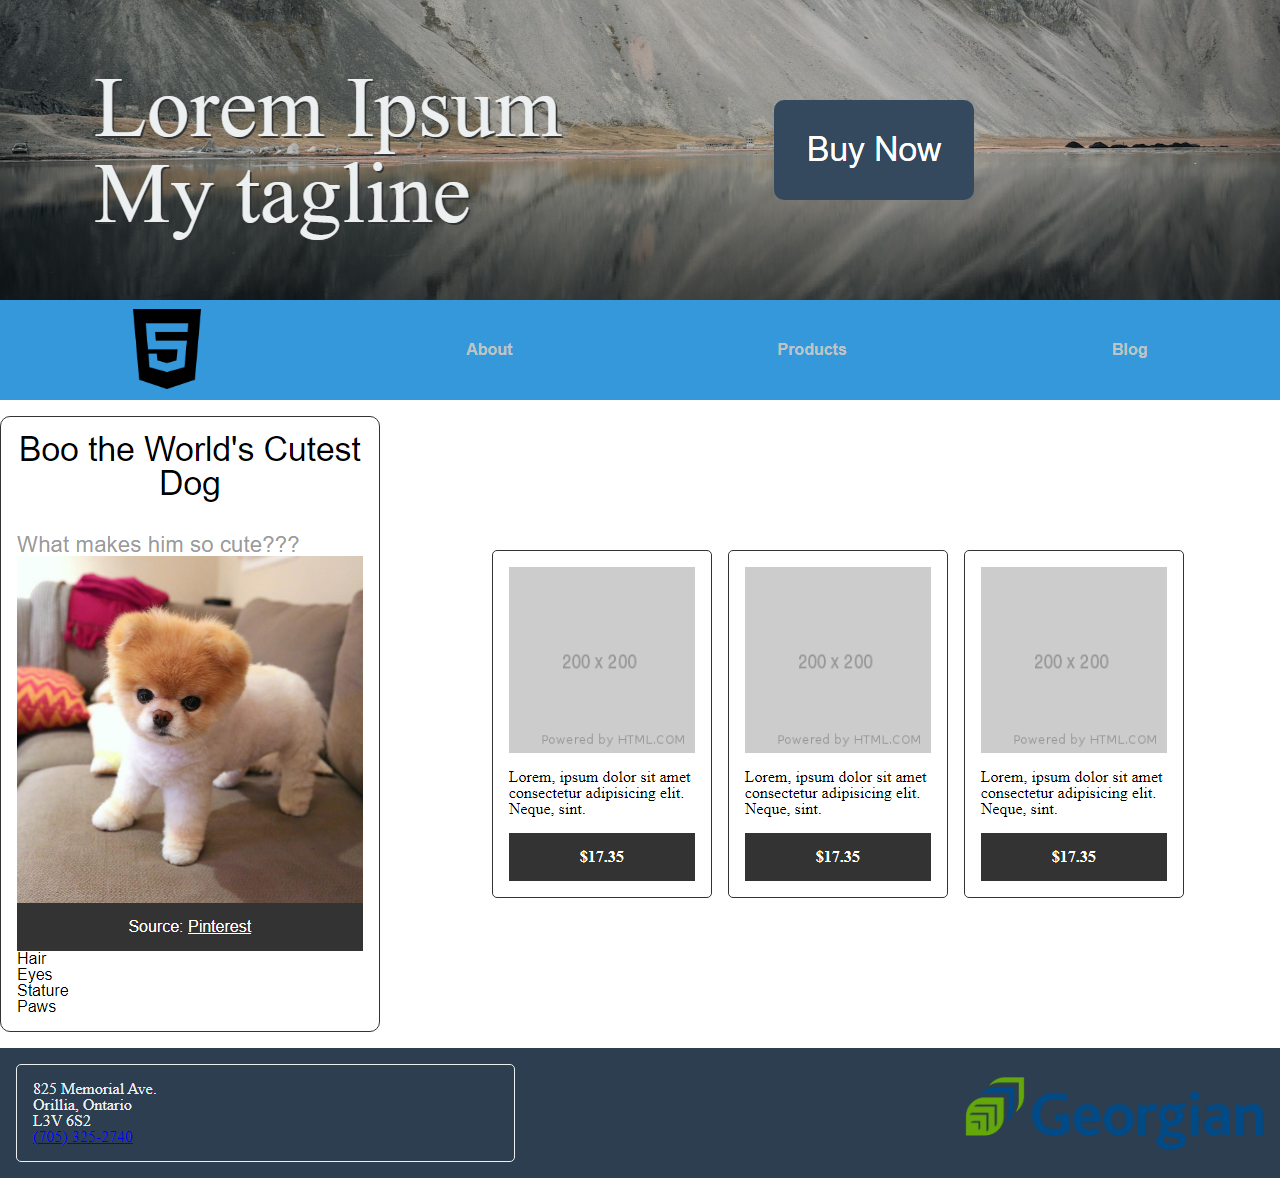 Lorem Ipsum
My tagline
Buy Now
About
Products
Blog
Boo the World's Cutest
Dog
What makes him so cute???
Source: Pinterest
Hair
Eyes
Stature
Paws
200 x 200
Powered by HTML.COM
Lorem, ipsum dolor sit amet
consectetur adipisicing elit.
Neque, sint.
$17.35
200 x 200
Powered by HTML.COM
Lorem, ipsum dolor sit amet
consectetur adipisicing elit.
Neque, sint.
$17.35
200 x 200
Powered by HTML.COM
Lorem, ipsum dolor sit amet
consectetur adipisicing elit.
Neque, sint.
$17.35
825 Memorial Ave.
Orillia, Ontario
L3V 6S2
(705) 325-2740
Georgian